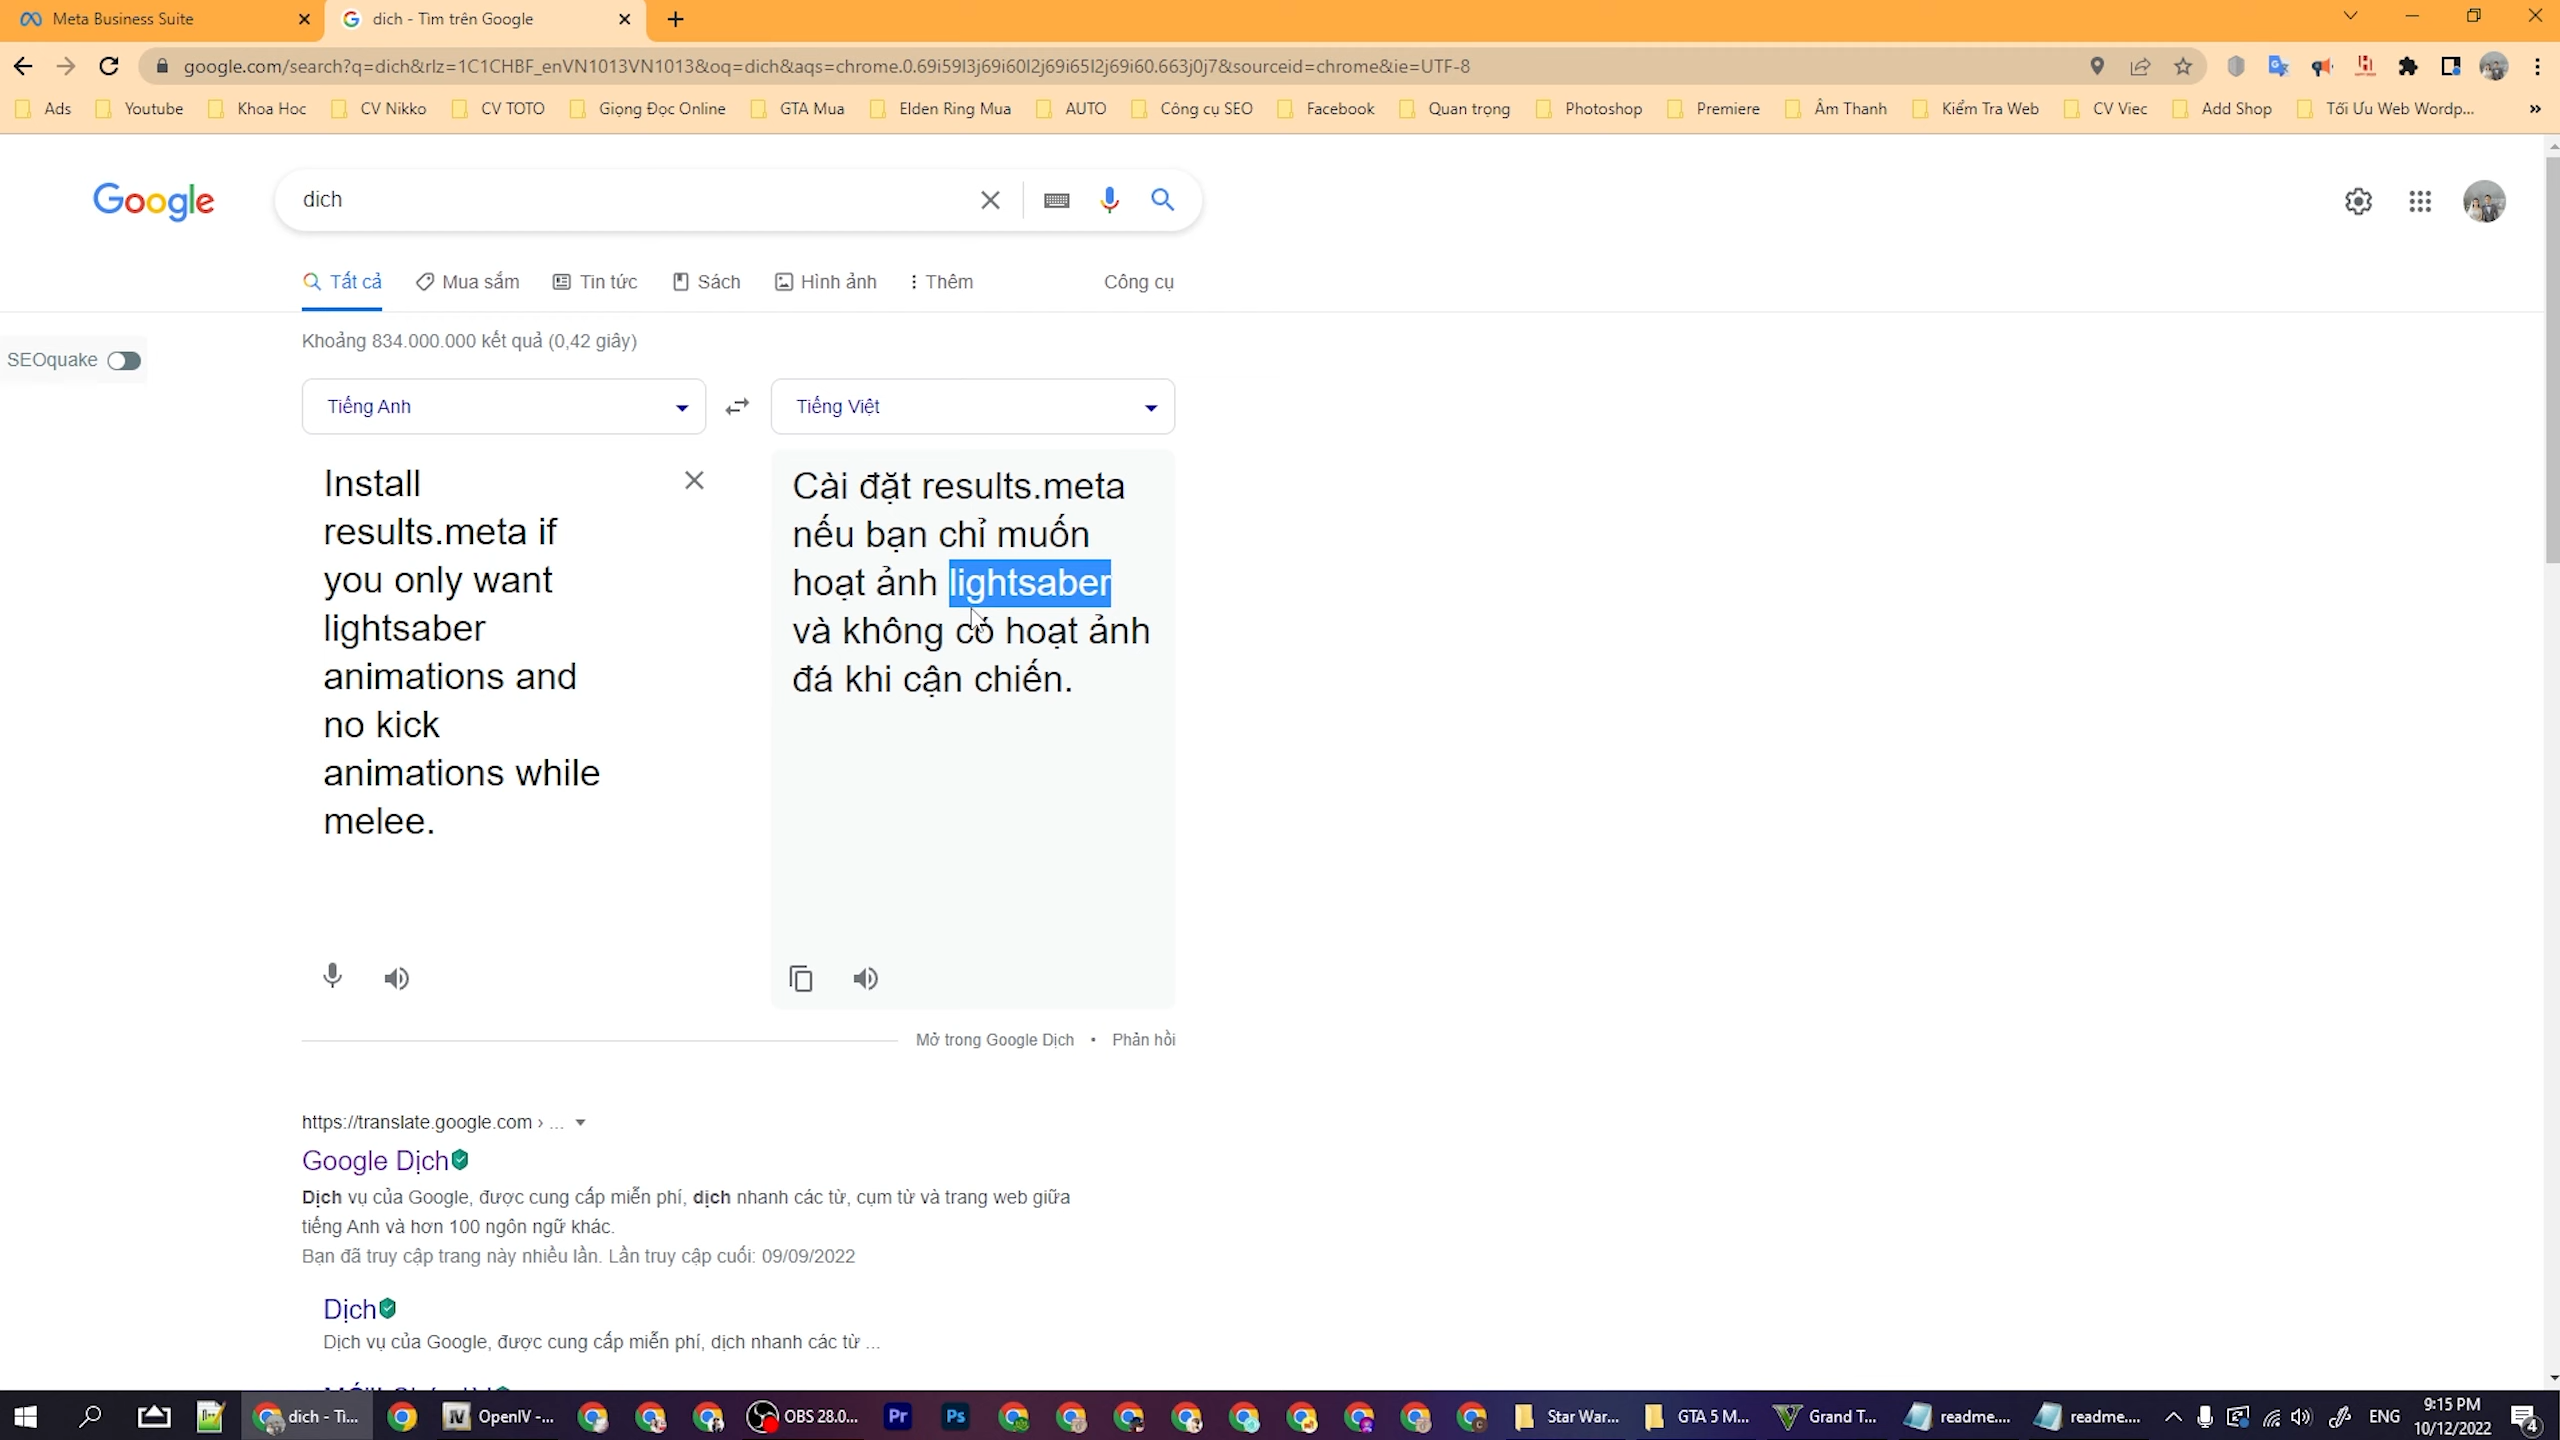 Meta Business Suite
dich - Tìm trên Google
google.com/search?q=dich&rlz=1C1CHBF_enVN1013VN1013&oq=dich&aqs=chrome.0.69i59l3j69i60l2j69i65l2j69i60.663j0j7&sourceid=chrome&ie=UTF-8
Ads Youtube Khoa Hoc CV Nikko CV TOTO Giọng Đọc Online GTA Mua Elden Ring Mua AUTO Công cụ SEO Facebook Quan trọng Photoshop Premiere Âm Thanh Kiểm Tra Web CV Viec Add Shop Tối Ưu Web Wordp... »
Google
dich
Tất cả Mua sắm Tin tức Sách Hình ảnh Thêm Công cụ
Khoảng 834.000.000 kết quả (0,42 giây)
SEOquake
Tiếng Anh
Tiếng Việt
Install
results.meta if
you only want
lightsaber
animations and
no kick
animations while
melee.
Cài đặt results.meta
nếu bạn chỉ muốn
hoạt ảnh lightsaber
và không có hoạt ảnh
đá khi cận chiến.
Mở trong Google Dịch • Phản hồi
https://translate.google.com › ...
Google Dịch
Dịch vụ của Google, được cung cấp miễn phí, dịch nhanh các từ, cụm từ và trang web giữa
tiếng Anh và hơn 100 ngôn ngữ khác.
Bạn đã truy cập trang này nhiều lần. Lần truy cập cuối: 09/09/2022
Dịch
Dịch vụ của Google, được cung cấp miễn phí, dịch nhanh các từ ...
dich - Ti... OpenIV -... OBS 28.0... Pr Ps Star War... GTA 5 M... Grand T... readme.... readme.... ENG
9:15 PM
10/12/2022
4